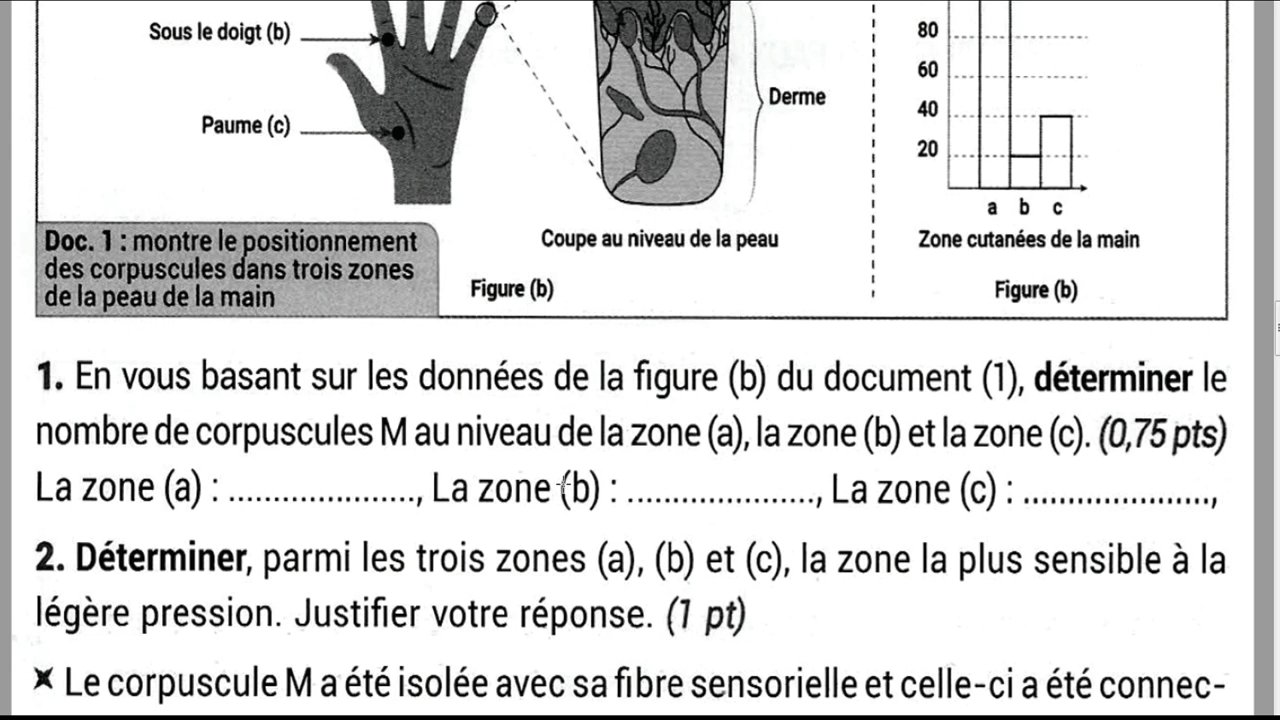 Sous le doigt (b)
Paume (c)
Derme
80
60
40
20
a b c
Doc. 1 : montre le positionnement
des corpuscules dans trois zones
de la peau de la main
Coupe au niveau de la peau
Figure (b)
Zone cutanées de la main
Figure (b)
1. En vous basant sur les données de la figure (b) du document (1), déterminer le
nombre de corpuscules M au niveau de la zone (a), la zone (b) et la zone (c). (0,75 pts)
La zone (a) : ....................., La zone (b) : ....................., La zone (c) : .....................,
2. Déterminer, parmi les trois zones (a), (b) et (c), la zone la plus sensible à la
légère pression. Justifier votre réponse. (1 pt)
Le corpuscule M a été isolée avec sa fibre sensorielle et celle-ci a été connec-